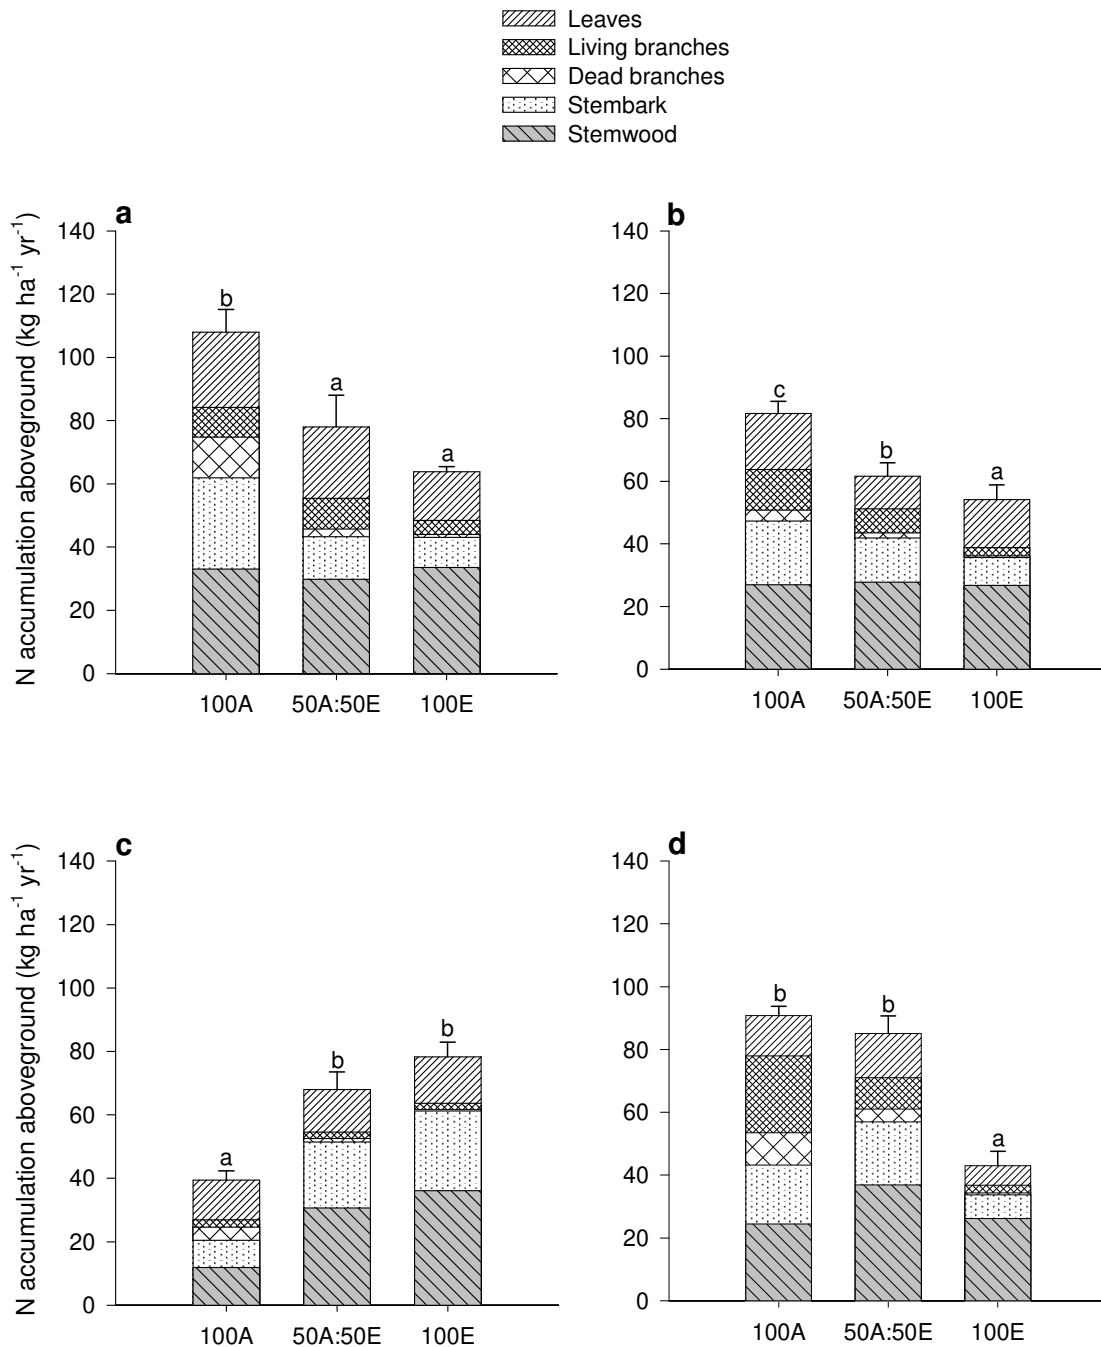 Leaves
Living branches
Dead branches
Stembark
Stemwood
a
N accumulation aboveground (kg ha⁻¹ yr⁻¹)
140
120
100
80
60
40
20
0
b
a
a
100A
50A:50E
100E
b
140
120
100
80
60
40
20
0
c
b
a
100A
50A:50E
100E
c
N accumulation aboveground (kg ha⁻¹ yr⁻¹)
140
120
100
80
60
40
20
0
a
b
b
100A
50A:50E
100E
d
140
120
100
80
60
40
20
0
b
b
a
100A
50A:50E
100E